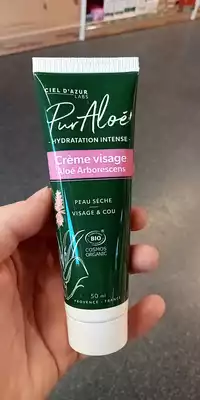 CIEL D'AZUR
LABS
PurAloé
HYDRATATION INTENSE
Crème visage
Aloé Arborescens
PEAU SÈCHE
VISAGE & COU
BIO
COSMOS
ORGANIC
50 ml
PROVENCE - FRANCE